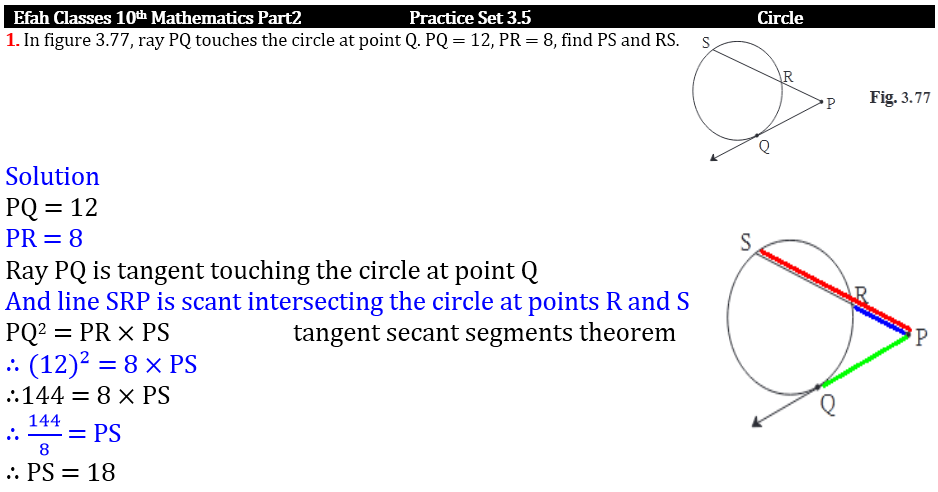 Efah Classes 10th Mathematics Part2 Practice Set 3.5 Circle
1. In figure 3.77, ray PQ touches the circle at point Q. PQ = 12, PR = 8, find PS and RS.
S
R
P
Fig. 3.77
Q
Solution
PQ = 12
PR = 8
Ray PQ is tangent touching the circle at point Q
And line SRP is scant intersecting the circle at points R and S
PQ² = PR × PS tangent secant segments theorem
∴ (12)² = 8 × PS
∴144 = 8 × PS
∴ 144/8 = PS
∴ PS = 18
S
R
P
Q